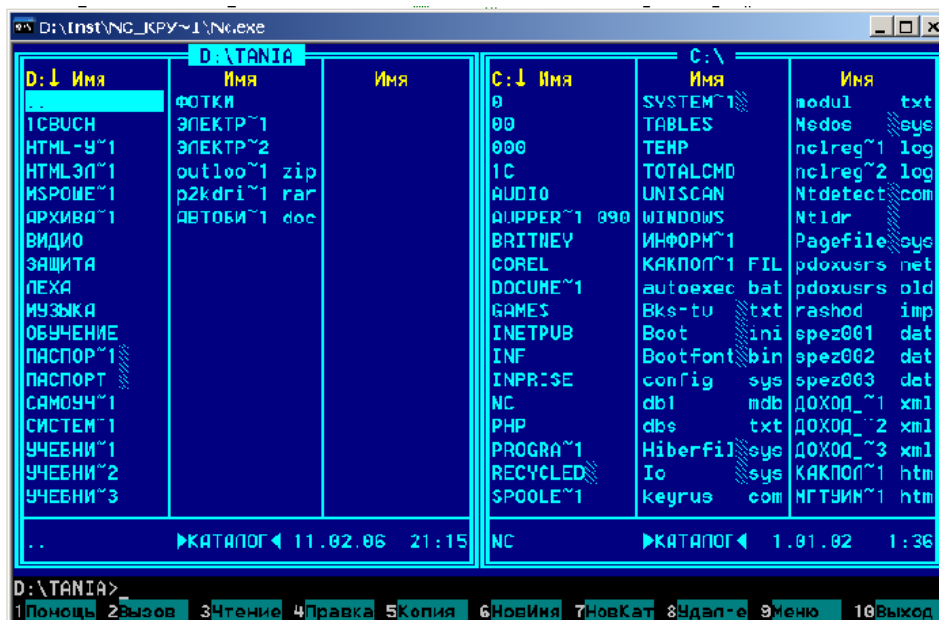 D:\Inst\NC_КРУ~1\Nc.exe
D:\TANIA C:\
D:↓ Имя Имя Имя C:↓ Имя Имя Имя
.. ФОТКИ 0 SYSTEM~1 modul txt
1CBUCH ЭЛЕКТР~1 00 TABLES Msdos sys
HTML-У~1 ЭЛЕКТР~2 000 TEMP nclreg~1 log
HTMLЭЛ~1 outloo~1 zip 1C TOTALCMD nclreg~2 log
MSPOWE~1 p2kdri~1 rar AUDIO UNISCAN Ntdetect com
АРХИВА~1 АВТОБИ~1 doc AUPPER~1 090 WINDOWS Ntldr
ВИДИО BRITNEY ИНФОРМ~1 Pagefile sys
ЗАЩИТА COREL КАКПОЛ~1 FIL pdoxusrs net
ЛЕХА DOCUME~1 autoexec bat pdoxusrs old
МУЗЫКА GAMES Bks-tv txt rashod imp
ОБУЧЕНИЕ INETPUB Boot ini spez001 dat
ПАСПОР~1 INF Bootfont bin spez002 dat
ПАСПОРТ INPRISE config sys spez003 dat
САМОУЧ~1 NC db1 mdb ДОХОД_~1 xml
СИСТЕМ~1 PHP dbs txt ДОХОД_~2 xml
УЧЕБНИ~1 PROGRA~1 Hiberfil sys ДОХОД_~3 xml
УЧЕБНИ~2 RECYCLED Io sys КАКПОЛ~1 htm
УЧЕБНИ~3 SPOOLE~1 keyrus com МГТУИМ~1 htm
.. ►КАТАЛОГ◄ 11.02.06 21:15 NC ►КАТАЛОГ◄ 1.01.02 1:36
D:\TANIA>_
1Помощь 2Вызов 3Чтение 4Правка 5Копия 6НовИмя 7НовКат 8Удал-е 9Меню 10Выход